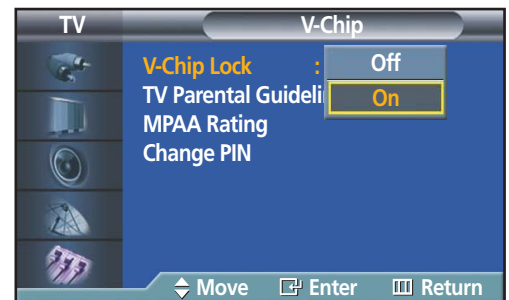 TV
V-Chip
V-Chip Lock : Off
TV Parental Guideli On
MPAA Rating
Change PIN
Move Enter Return